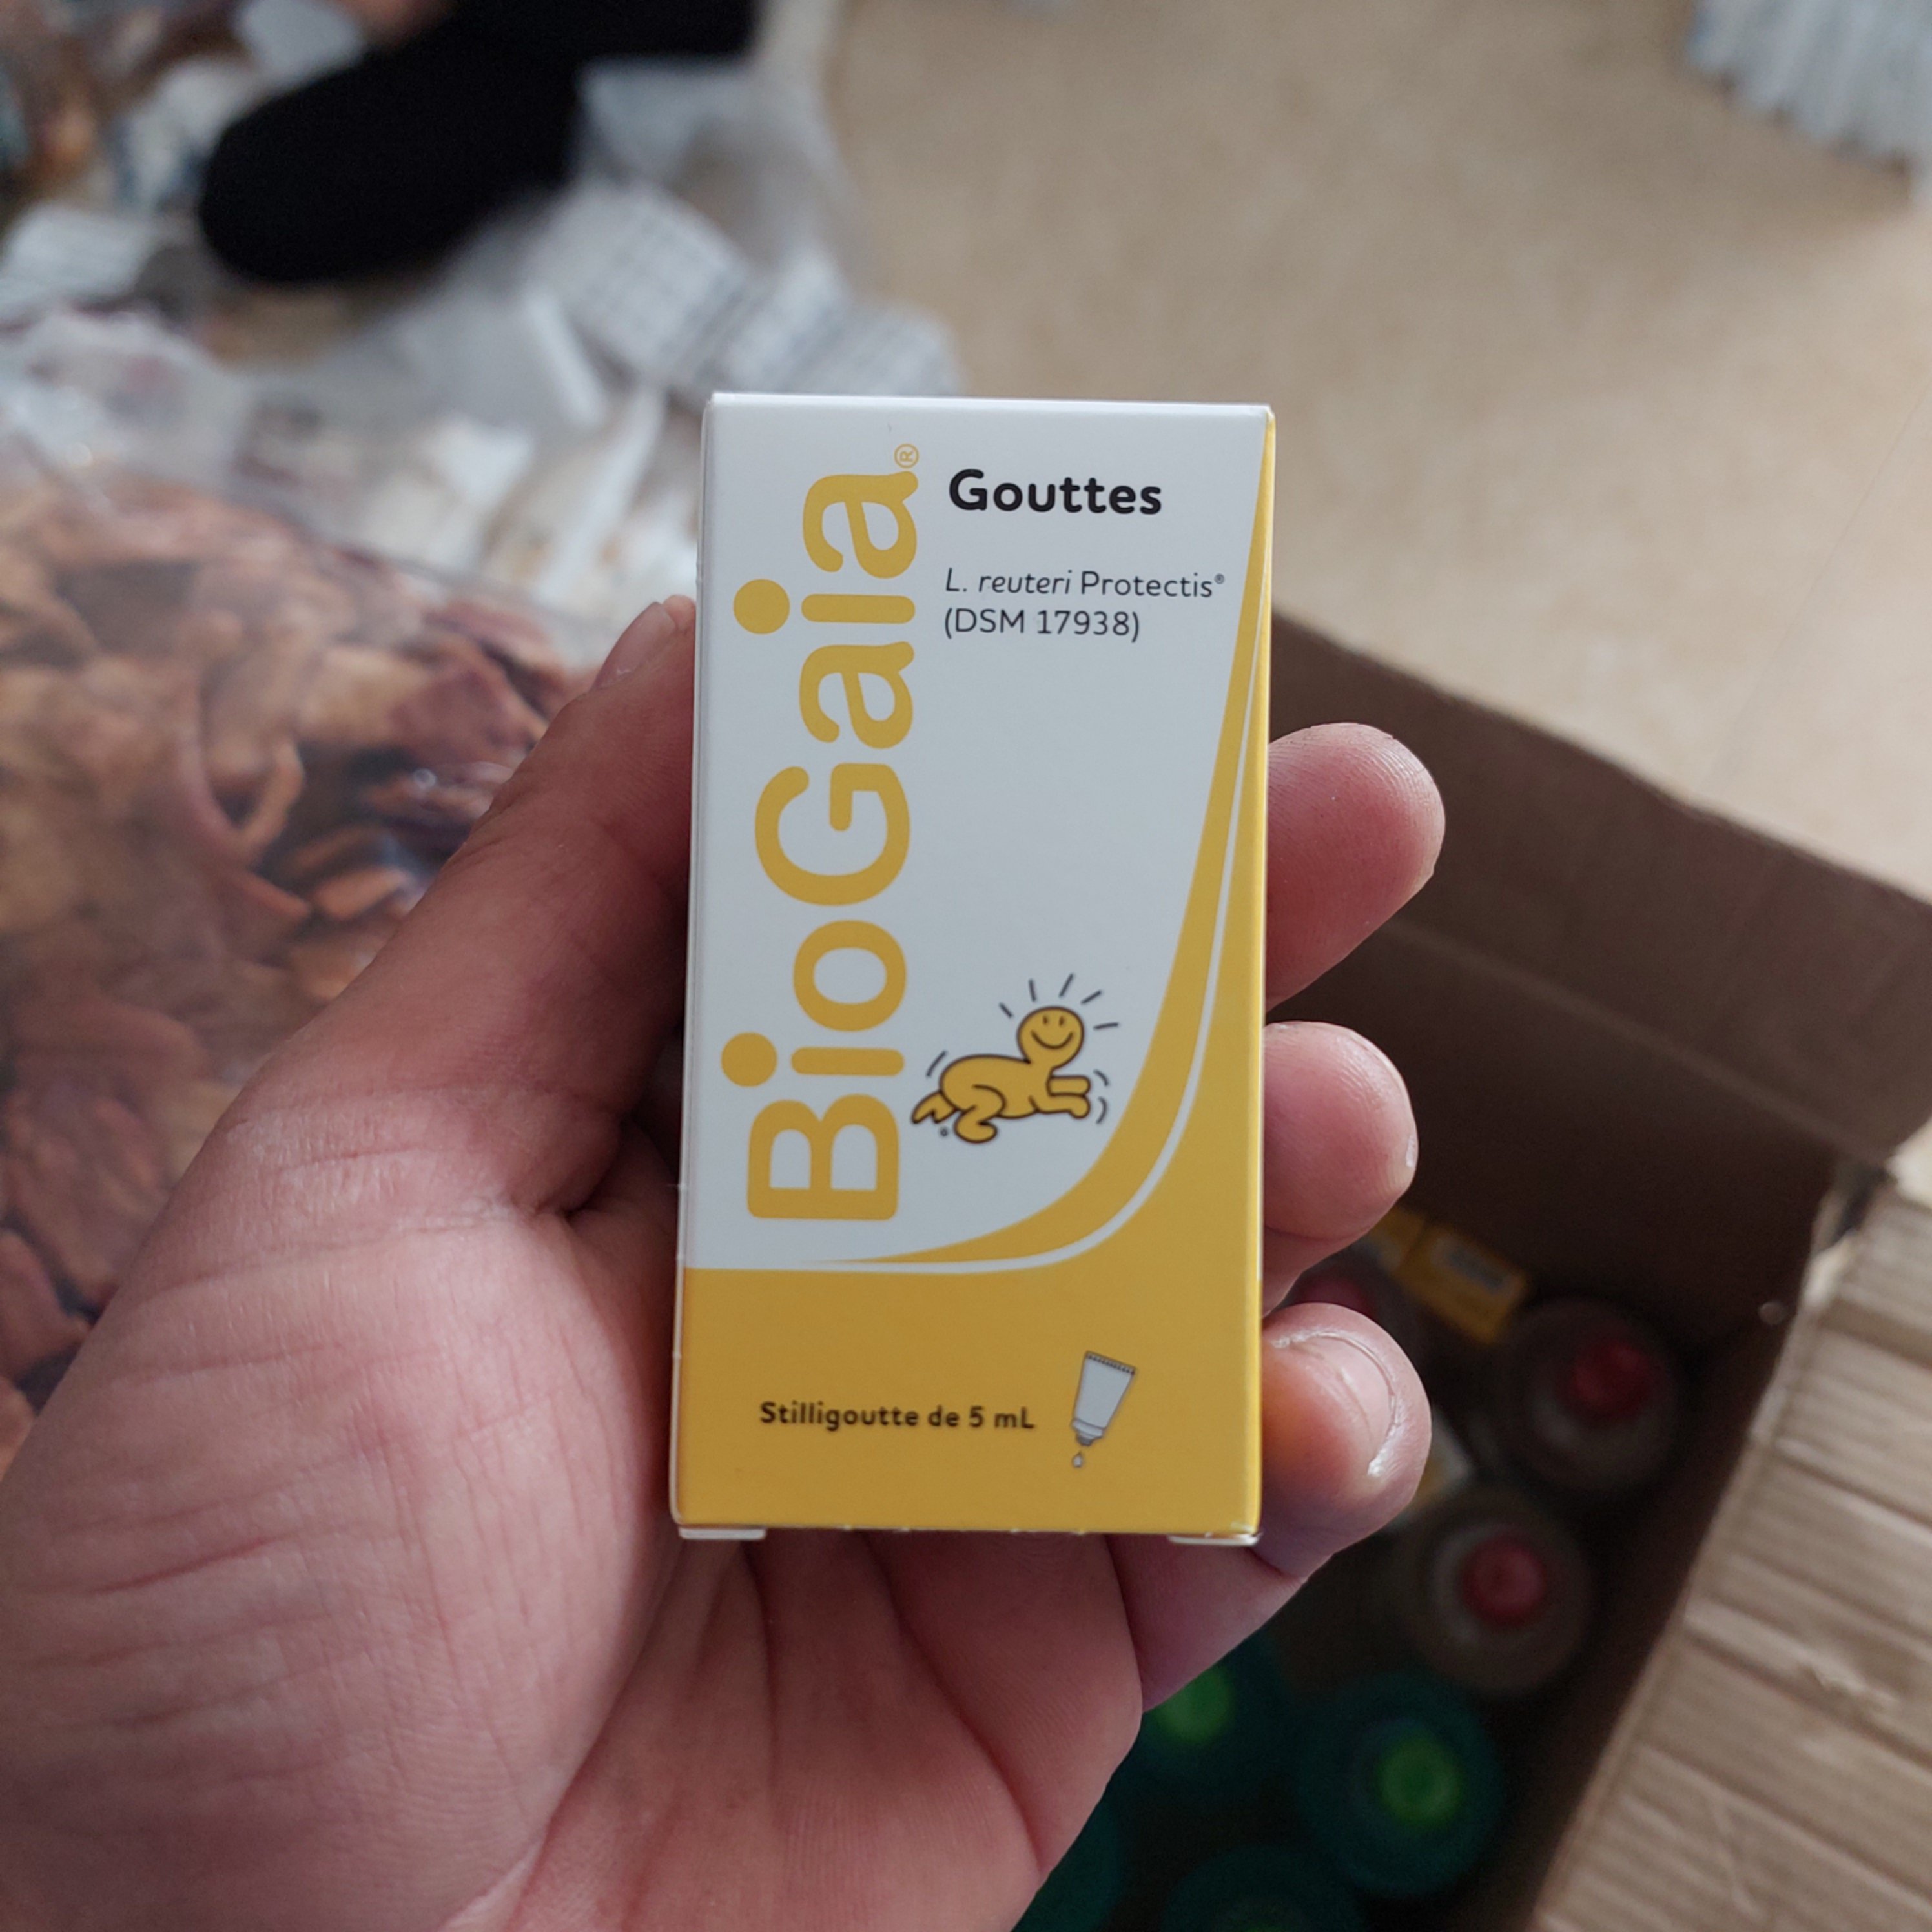 BioGaia®
Gouttes
L. reuteri Protectis®
(DSM 17938)
Stilligoutte de 5 mL